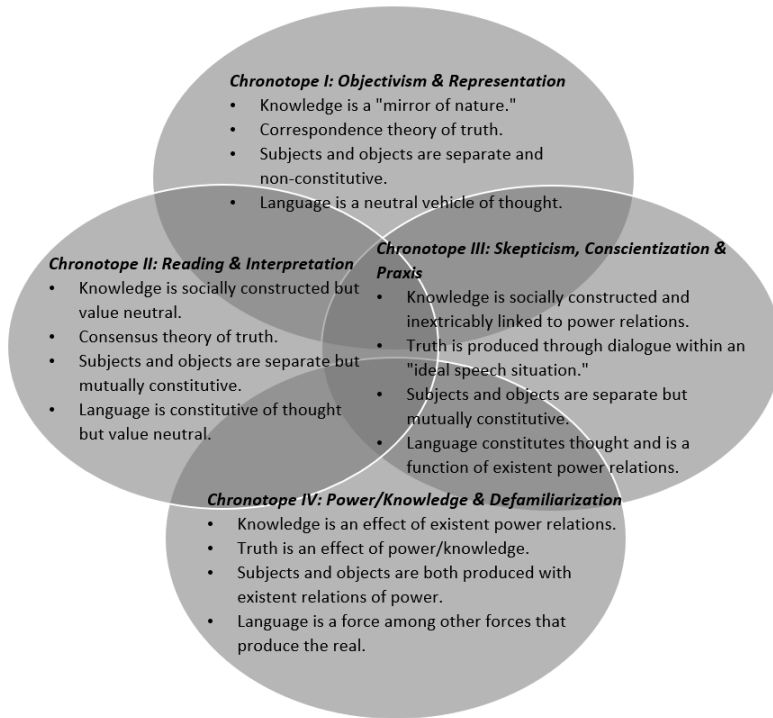 Chronotope I: Objectivism & Representation
• Knowledge is a "mirror of nature."
• Correspondence theory of truth.
• Subjects and objects are separate and
non-constitutive.
• Language is a neutral vehicle of thought.
Chronotope II: Reading & Interpretation
• Knowledge is socially constructed but
value neutral.
• Consensus theory of truth.
• Subjects and objects are separate but
mutually constitutive.
• Language is constitutive of thought
but value neutral.
Chronotope III: Skepticism, Conscientization &
Praxis
• Knowledge is socially constructed and
inextricably linked to power relations.
• Truth is produced through dialogue within an
"ideal speech situation."
• Subjects and objects are separate but
mutually constitutive.
• Language constitutes thought and is a
function of existent power relations.
Chronotope IV: Power/Knowledge & Defamiliarization
• Knowledge is an effect of existent power relations.
• Truth is an effect of power/knowledge.
• Subjects and objects are both produced with
existent relations of power.
• Language is a force among other forces that
produce the real.